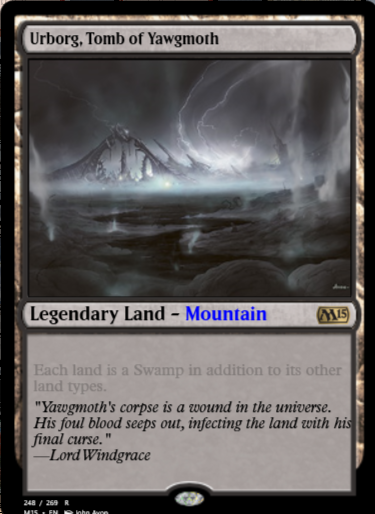 Urborg, Tomb of Yawgmoth
Legendary Land – Mountain
M15
Each land is a Swamp in addition to its other
land types.
"Yawgmoth's corpse is a wound in the universe.
His foul blood seeps out, infecting the land with his
final curse."
—Lord Windgrace
248 / 269 R
M15 • EN John Avon